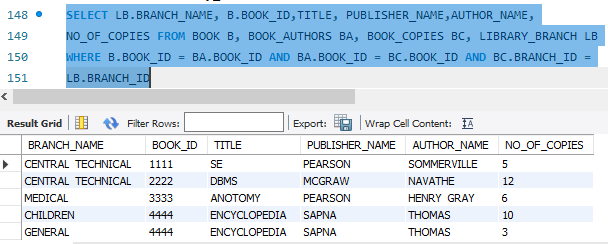 148 SELECT LB.BRANCH_NAME, B.BOOK_ID,TITLE, PUBLISHER_NAME,AUTHOR_NAME,
149 NO_OF_COPIES FROM BOOK B, BOOK_AUTHORS BA, BOOK_COPIES BC, LIBRARY_BRANCH LB
150 WHERE B.BOOK_ID = BA.BOOK_ID AND BA.BOOK_ID = BC.BOOK_ID AND BC.BRANCH_ID =
151 LB.BRANCH_ID
Result Grid Filter Rows: Export: Wrap Cell Content:
BRANCH_NAME BOOK_ID TITLE PUBLISHER_NAME AUTHOR_NAME NO_OF_COPIES
CENTRAL TECHNICAL 1111 SE PEARSON SOMMERVILLE 5
CENTRAL TECHNICAL 2222 DBMS MCGRAW NAVATHE 12
MEDICAL 3333 ANOTOMY PEARSON HENRY GRAY 6
CHILDREN 4444 ENCYCLOPEDIA SAPNA THOMAS 10
GENERAL 4444 ENCYCLOPEDIA SAPNA THOMAS 3